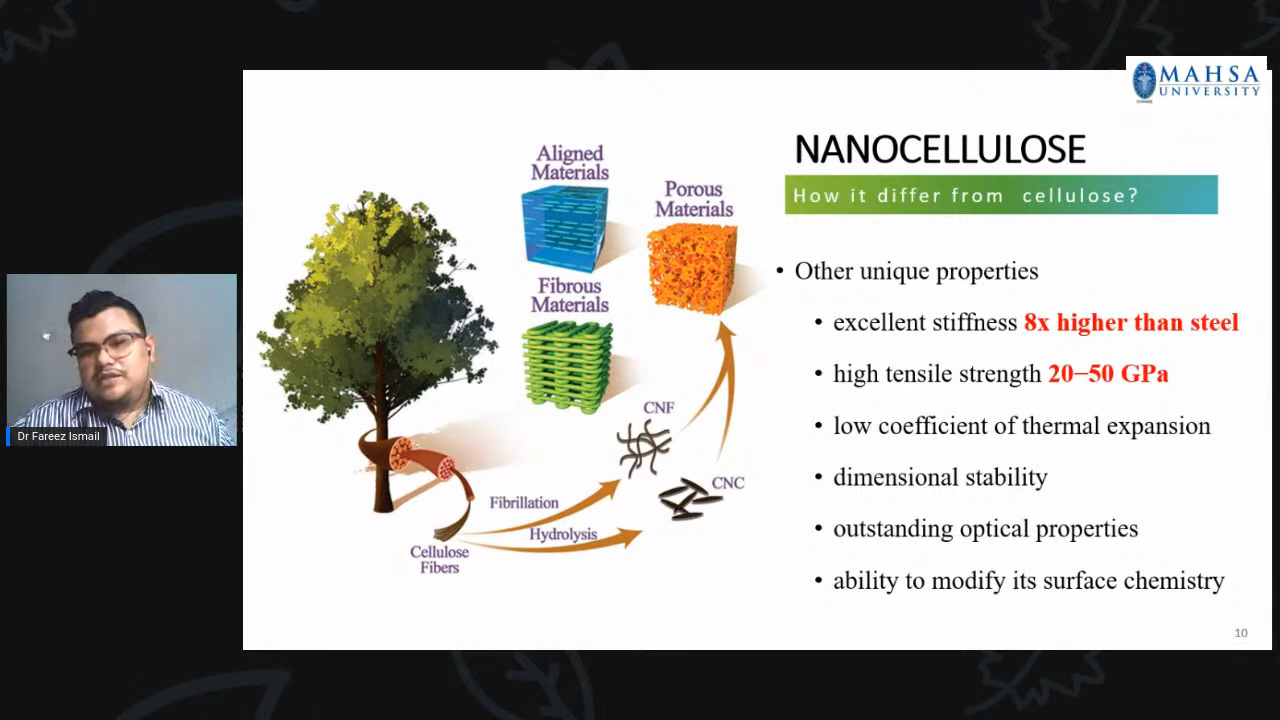 MAHSA
UNIVERSITY
NANOCELLULOSE
How it differ from cellulose?
Aligned
Materials
Porous
Materials
Fibrous
Materials
CNF
CNC
Fibrillation
Hydrolysis
Cellulose
Fibers
• Other unique properties
• excellent stiffness 8x higher than steel
• high tensile strength 20–50 GPa
• low coefficient of thermal expansion
• dimensional stability
• outstanding optical properties
• ability to modify its surface chemistry
10
Dr Fareez Ismail